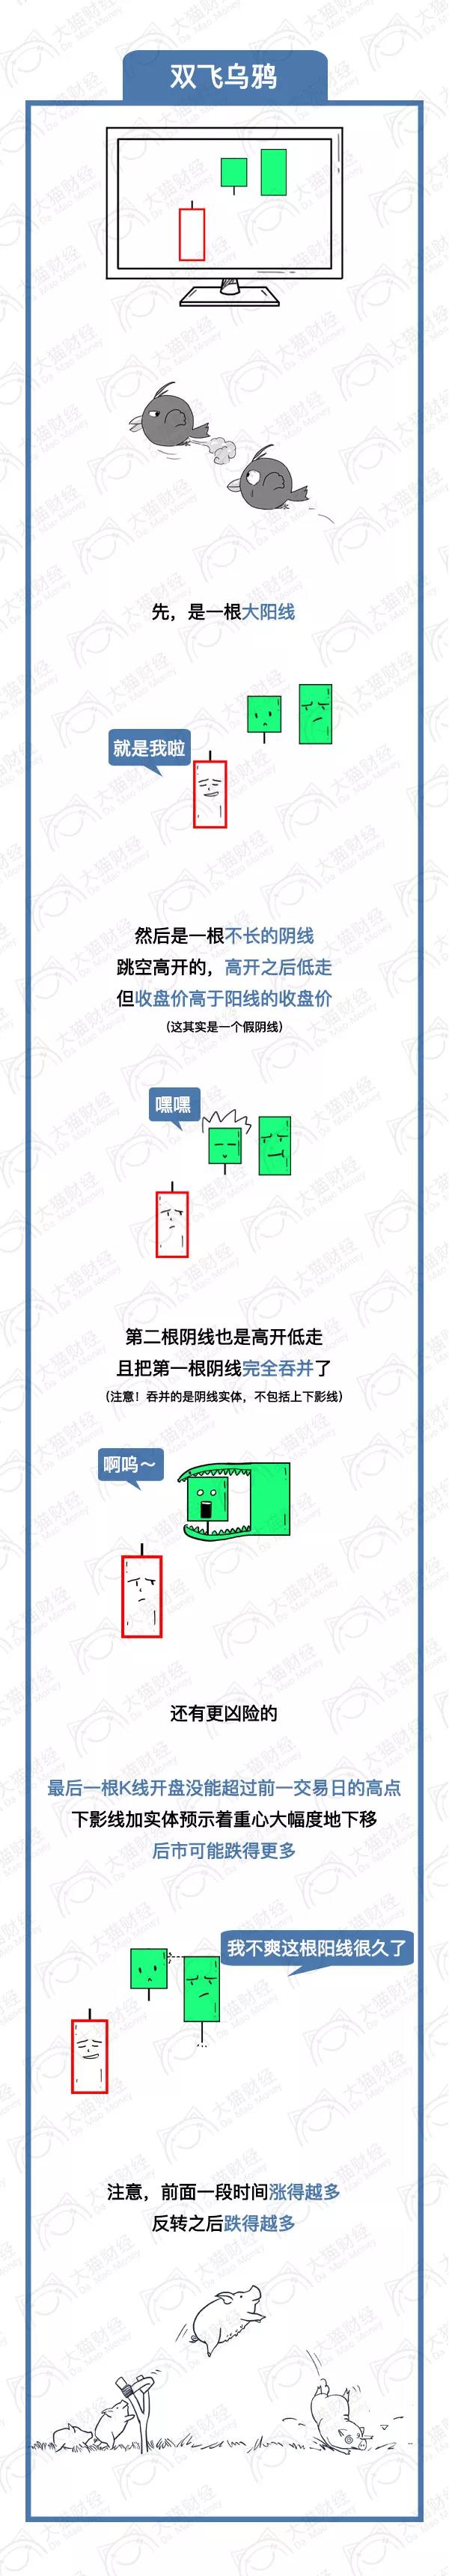 双飞乌鸦
先，是一根大阳线
就是我啦
然后是一根不长的阴线
跳空高开的，高开之后低走
但收盘价高于阳线的收盘价
(这其实是一个假阴线)
嘿嘿
第二根阴线也是高开低走
且把第一根阴线完全吞并了
(注意！吞并的是阴线实体，不包括上下影线)
啊呜～
还有更凶险的
最后一根K线开盘没能超过前一交易日的高点
下影线加实体预示着重心大幅度地下移
后市可能跌得更多
我不爽这根阳线很久了
注意，前面一段时间涨得越多
反转之后跌得越多
大猫财经
Da Mao Money